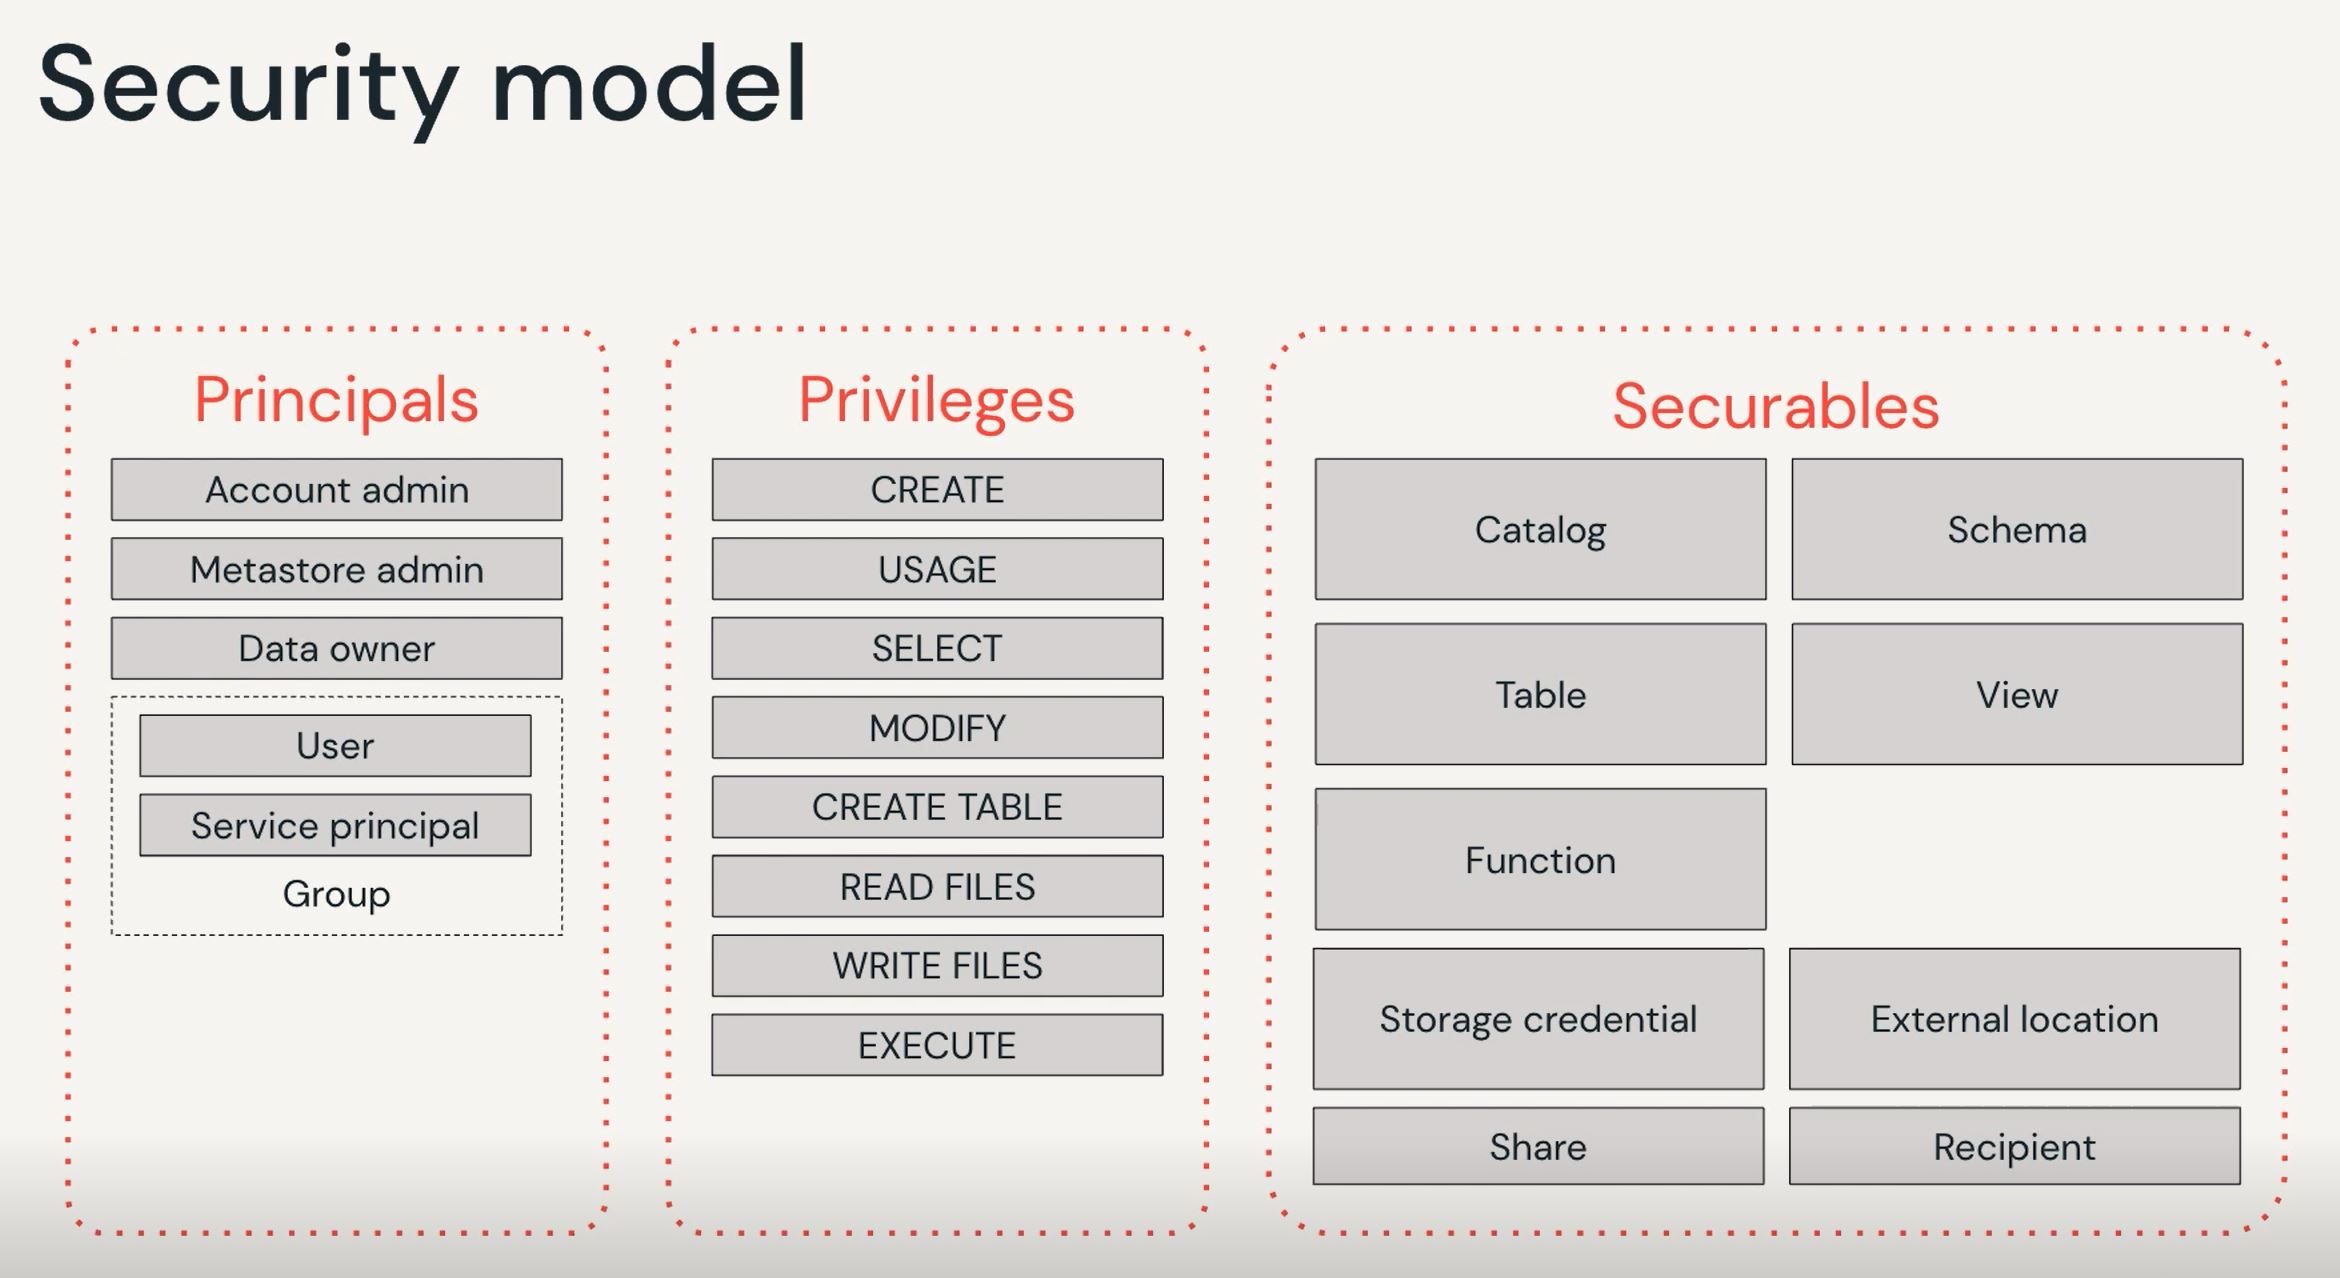 Security model
Principals
Account admin
Metastore admin
Data owner
User
Service principal
Group
Privileges
CREATE
USAGE
SELECT
MODIFY
CREATE TABLE
READ FILES
WRITE FILES
EXECUTE
Securables
Catalog
Schema
Table
View
Function
Storage credential
External location
Share
Recipient